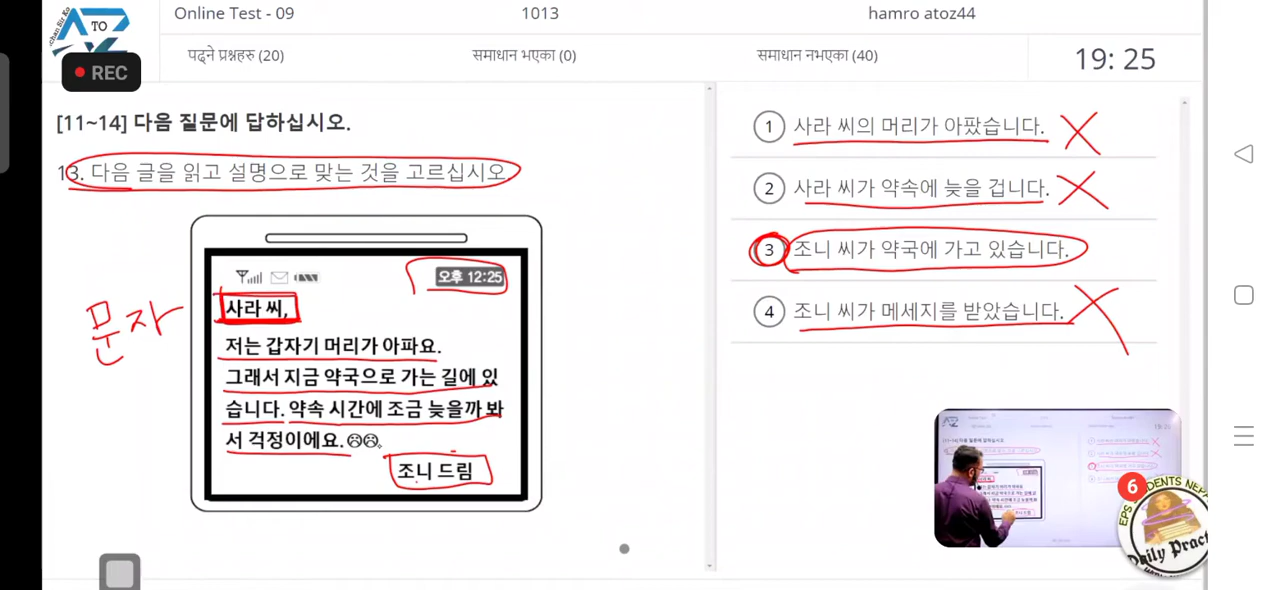 Online Test - 09
1013
hamro atoz44
TO
REC
पढ्ने प्रश्नहरु (20)
समाधान भएका (0)
समाधान नभएका (40)
19: 25
[11~14] 다음 질문에 답하십시오.
13. 다음 글을 읽고 설명으로 맞는 것을 고르십시오.
오후 12:25
사라 씨,
저는 갑자기 머리가 아파요.
그래서 지금 약국으로 가는 길에 있
습니다. 약속 시간에 조금 늦을까 봐
서 걱정이에요.☹☹.
조니 드림
문자
① 사라 씨의 머리가 아팠습니다.
② 사라 씨가 약속에 늦을 겁니다.
③ 조니 씨가 약국에 가고 있습니다.
④ 조니 씨가 메세지를 받았습니다.
6
Daily Pract